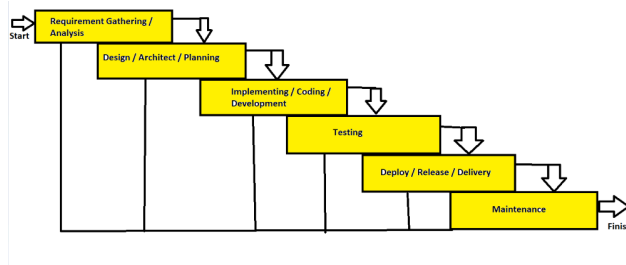 Requirement Gathering /
Analysis
Start
Design / Architect / Planning
Implementing / Coding /
Development
Testing
Deploy / Release / Delivery
Maintenance
Finis